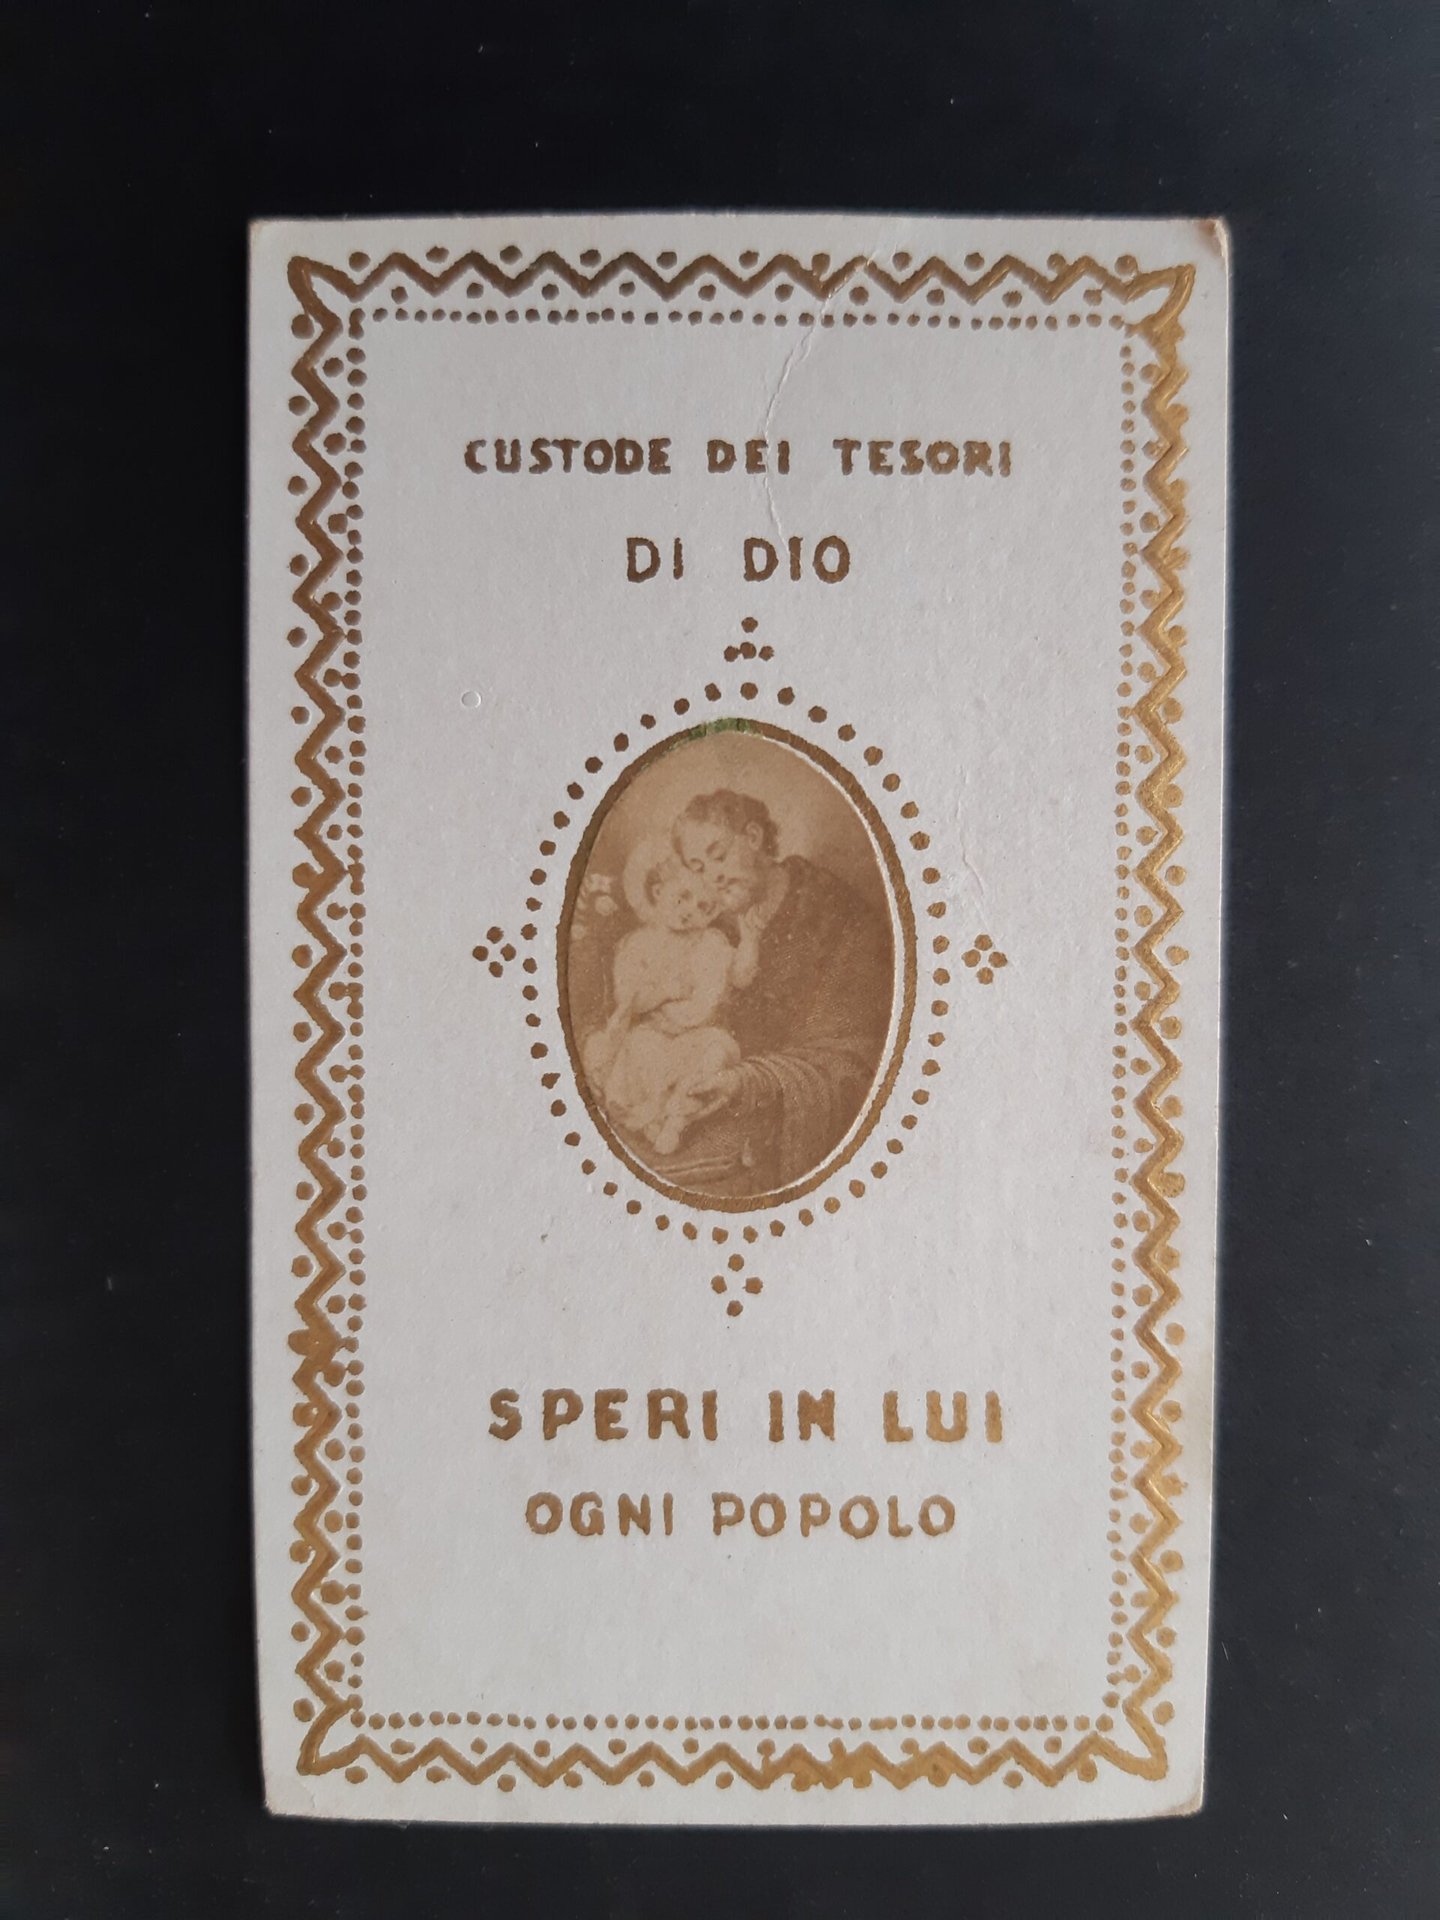 CUSTODE DEI TESORI
DI DIO
SPERI IN LUI
OGNI POPOLO